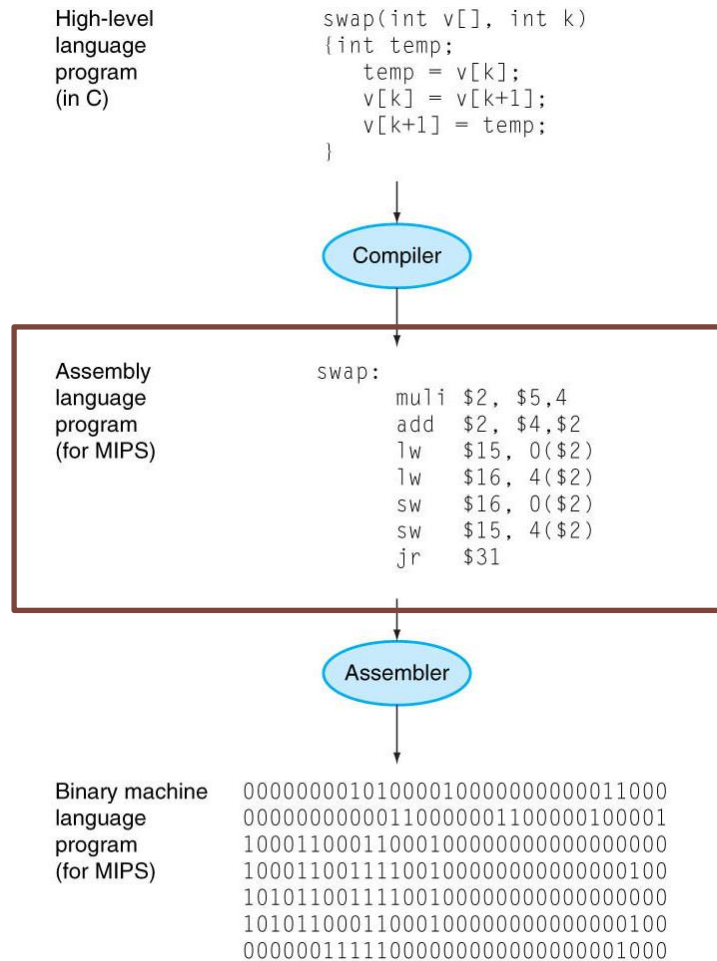 High-level
language
program
(in C)
swap(int v[], int k)
{int temp;
temp = v[k];
v[k] = v[k+1];
v[k+1] = temp;
}
Compiler
Assembly
language
program
(for MIPS)
swap:
muli $2, $5,4
add $2, $4,$2
lw $15, 0($2)
lw $16, 4($2)
sw $16, 0($2)
sw $15, 4($2)
jr $31
Assembler
Binary machine
language
program
(for MIPS)
00000000101000010000000000011000
00000000000110000001100000100001
10001100011000100000000000000000
10001100111100100000000000000100
10101100111100100000000000000000
10101100011000100000000000000100
00000011111000000000000000001000